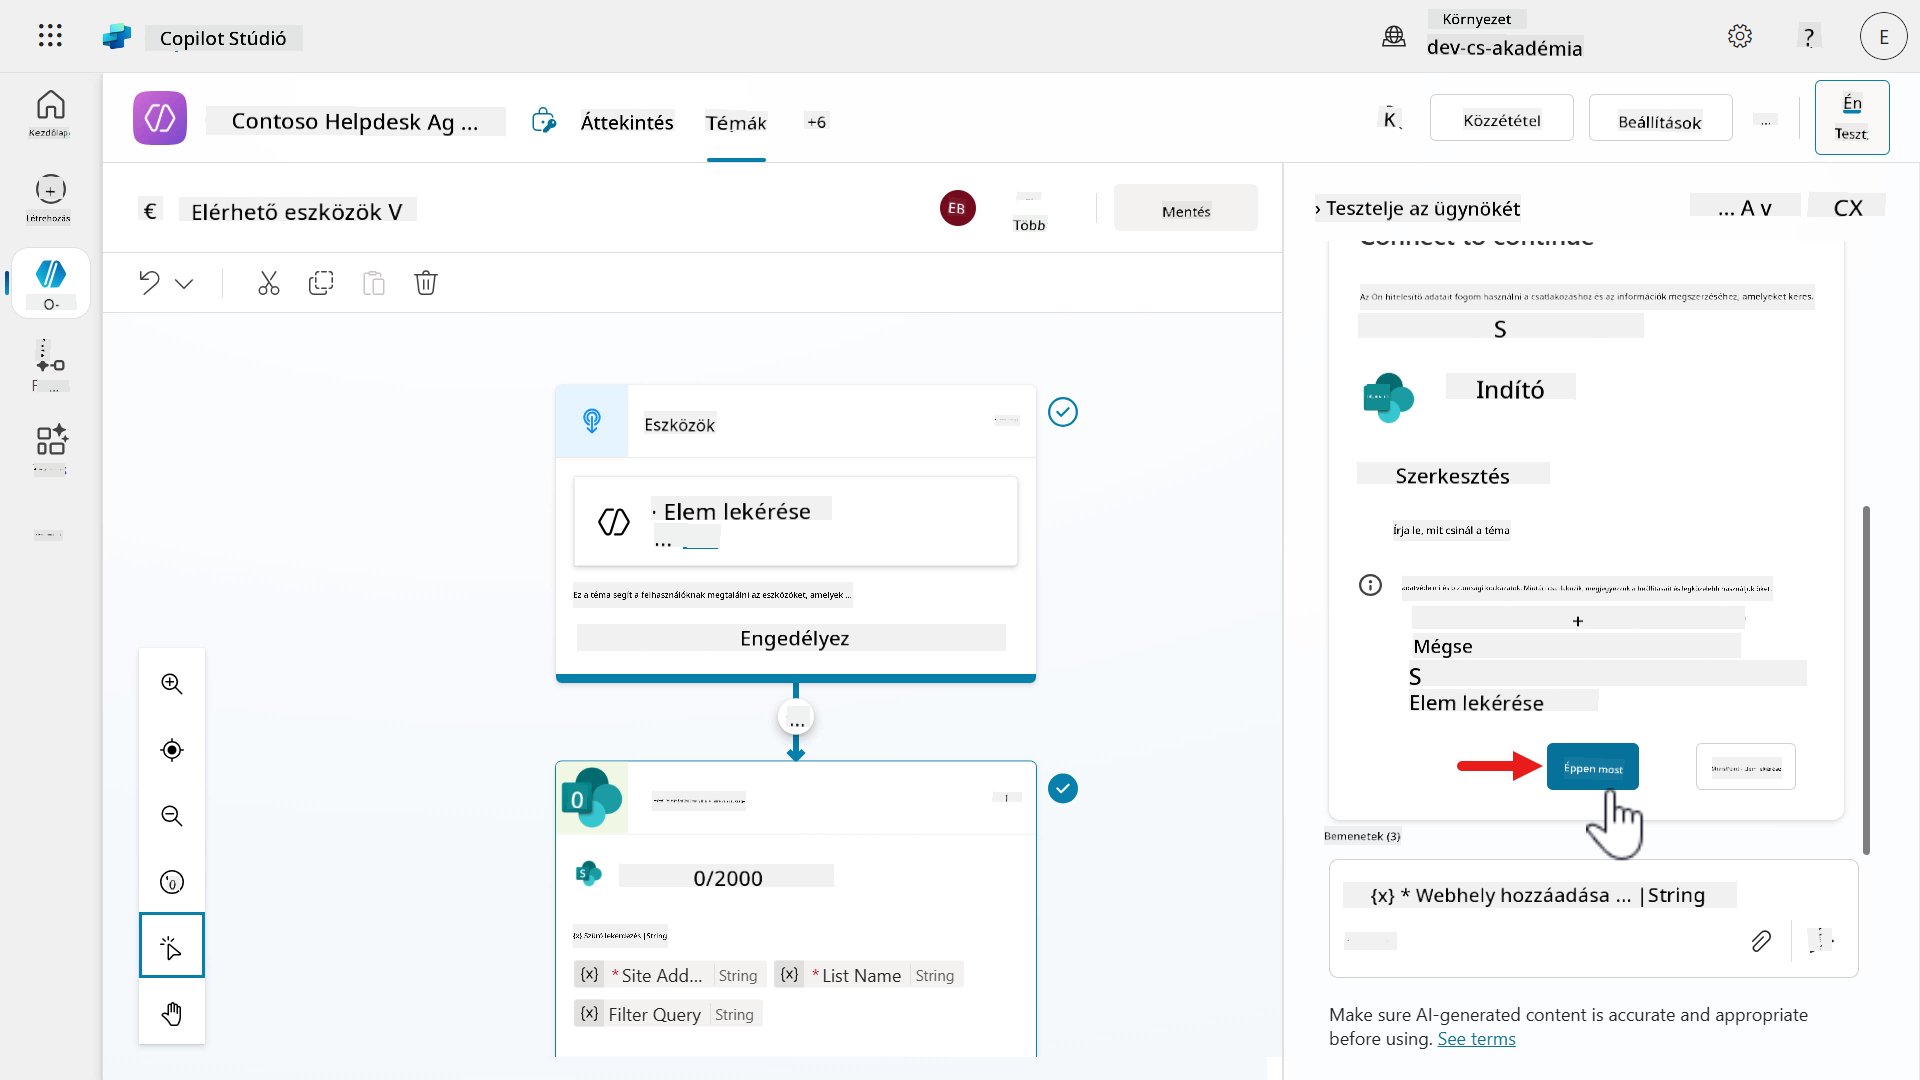 Copilot Stúdió
Környezet
dev-cs-akadémia
?
E
Kezdőlap
Létrehozás
O-
Contoso Helpdesk Ag ...
Áttekintés
Témák
+6
K
Közzététel
Beállítások
...
Én
Teszt
€
Elérhető eszközök V
EB
Több
Mentés
Eszközök
· Elem lekérése
...
Ez a téma segít a felhasználóknak megtalálni az eszközöket, amelyek ...
Engedélyez
...
0/2000
{x} Szűrő lekérdezés |String
{x} * Site Add... String {x} * List Name String
{x} Filter Query String
› Tesztelje az ügynökét
... A v
CX
Connect to continue
Az Ön hitelesítő adatait fogom használni a csatlakozáshoz és az információk megszerzéséhez, amelyeket keres.
S
Indító
Szerkesztés
Írja le, mit csinál a téma
+
Mégse
S
Elem lekérése
Éppen most
Bemenetek (3)
{x} * Webhely hozzáadása ... |String
Make sure AI-generated content is accurate and appropriate
before using. See terms